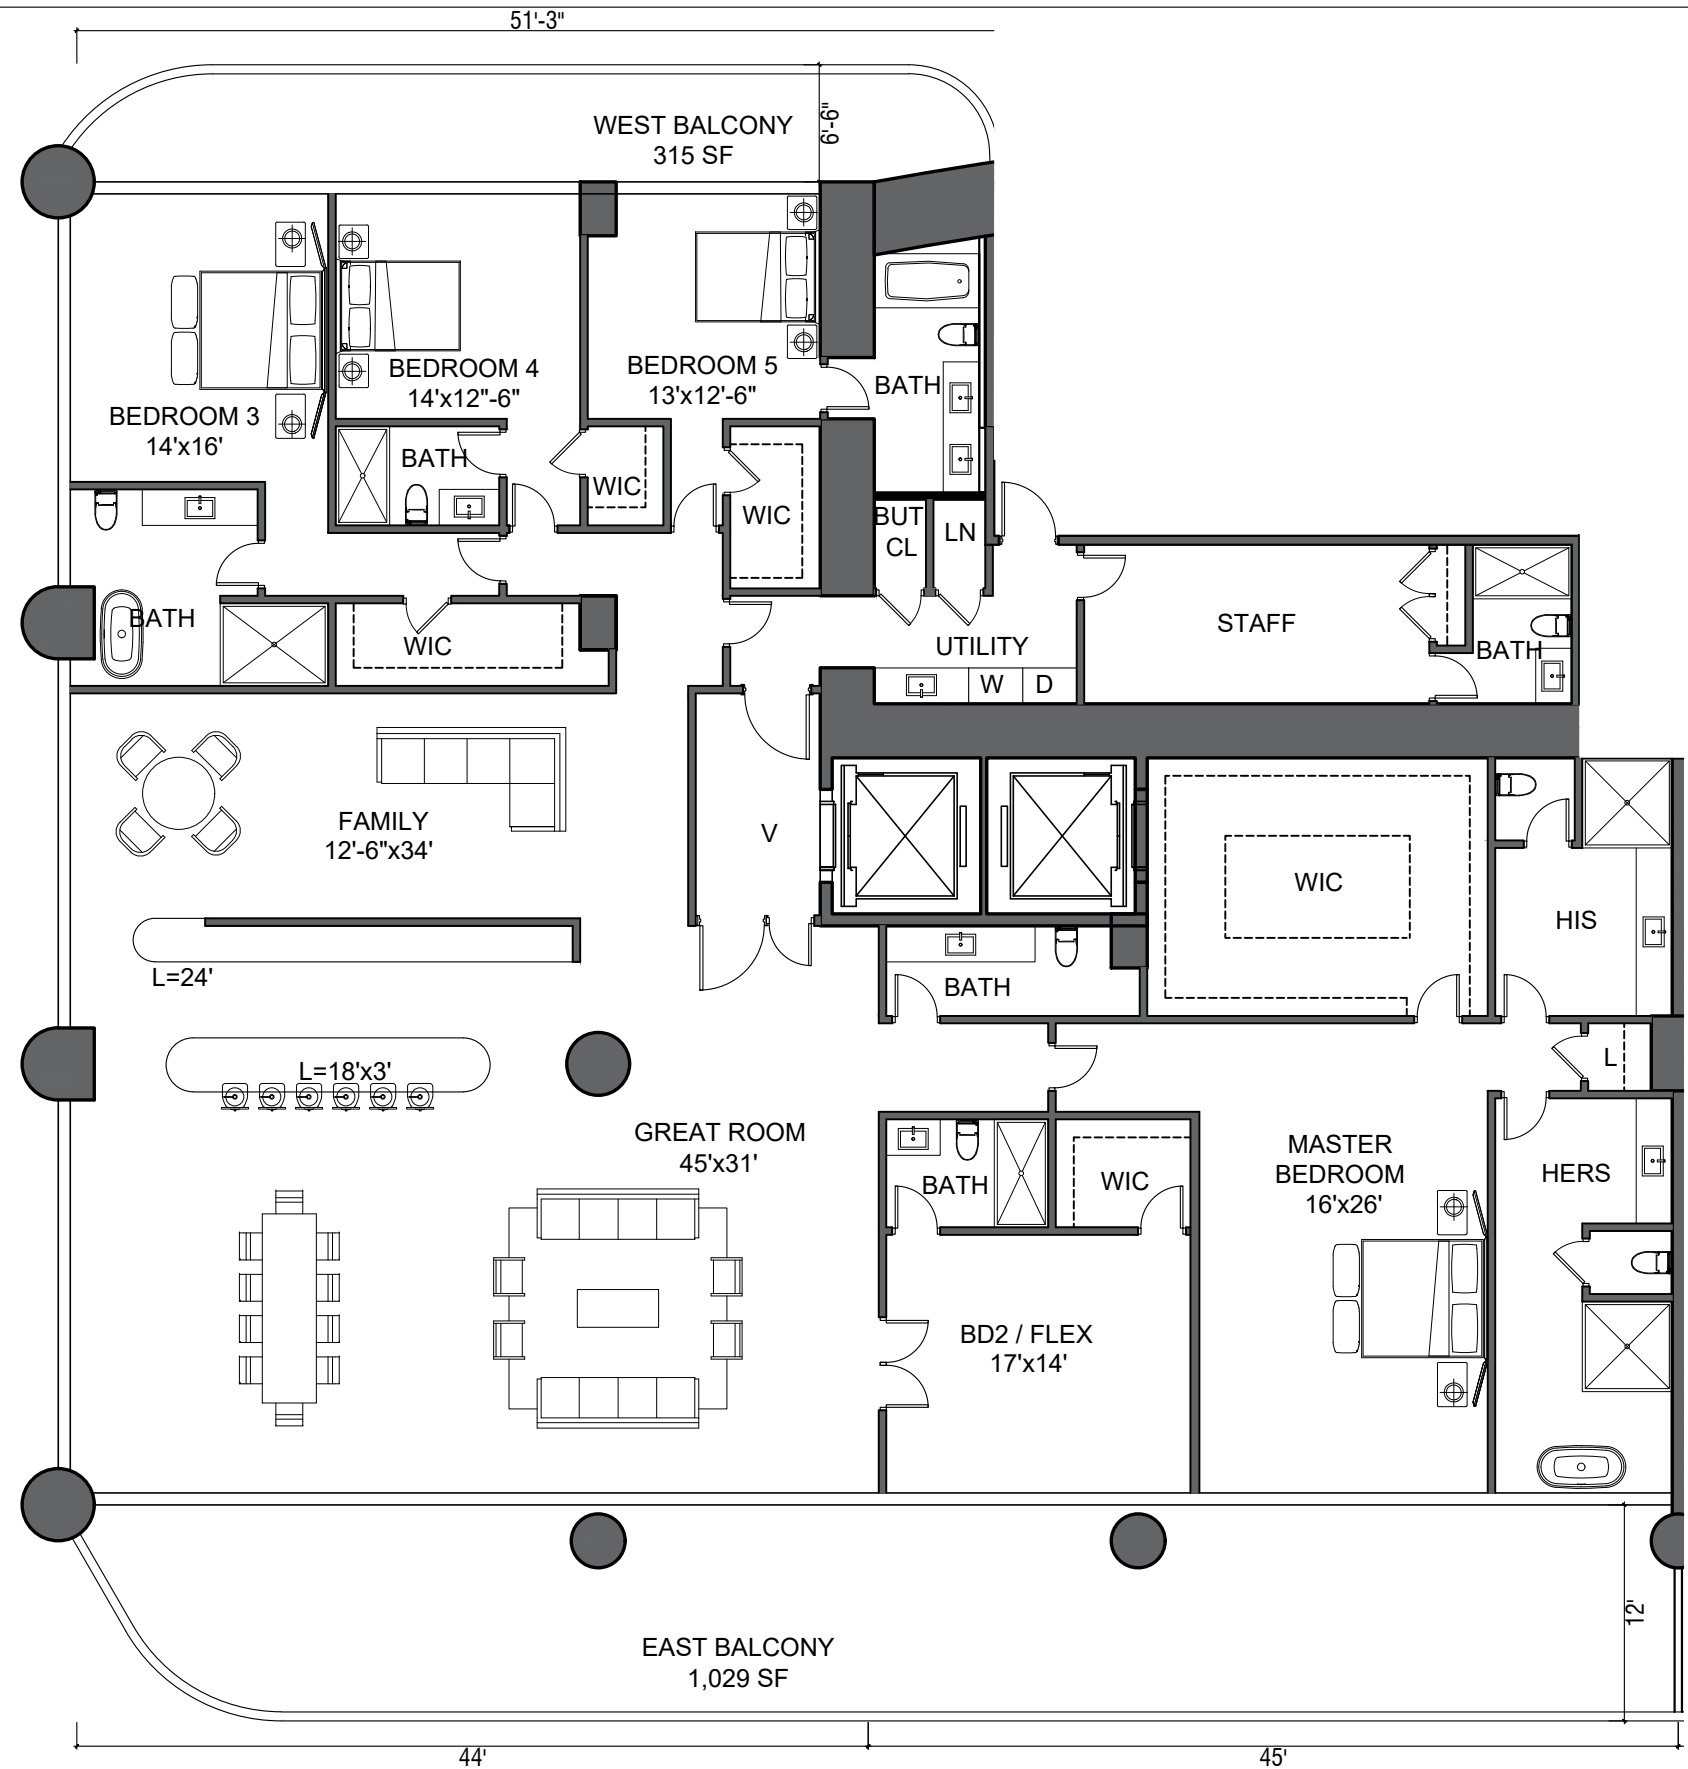 51'-3"
WEST BALCONY
315 SF
6'-6"
BEDROOM 3
14'x16'
BEDROOM 4
14'x12"-6"
BEDROOM 5
13'x12'-6"
BATH
BATH
WIC
WIC
BUT
CL
LN
BATH
WIC
UTILITY
W
D
STAFF
BATH
FAMILY
12'-6"x34'
V
WIC
HIS
L=24'
BATH
L=18'x3'
L
GREAT ROOM
45'x31'
BATH
WIC
MASTER
BEDROOM
16'x26'
HERS
BD2 / FLEX
17'x14'
EAST BALCONY
1,029 SF
12'
44'
45'